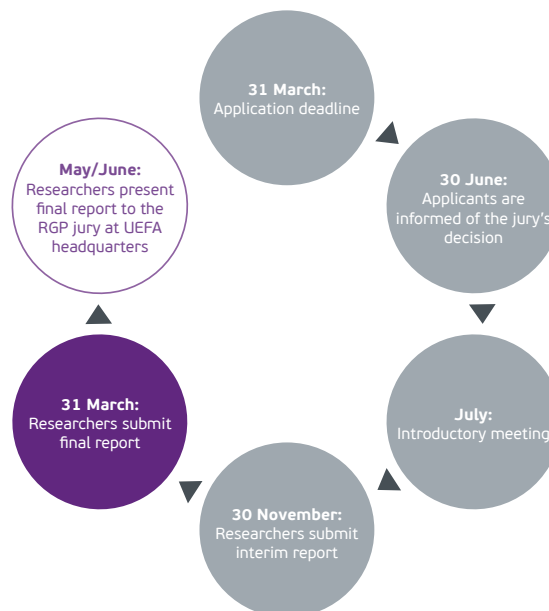 31 March:
Application deadline
30 June:
Applicants are
informed of the jury's
decision
July:
Introductory meeting
30 November:
Researchers submit
interim report
31 March:
Researchers submit
final report
May/June:
Researchers present
final report to the
RGP jury at UEFA
headquarters